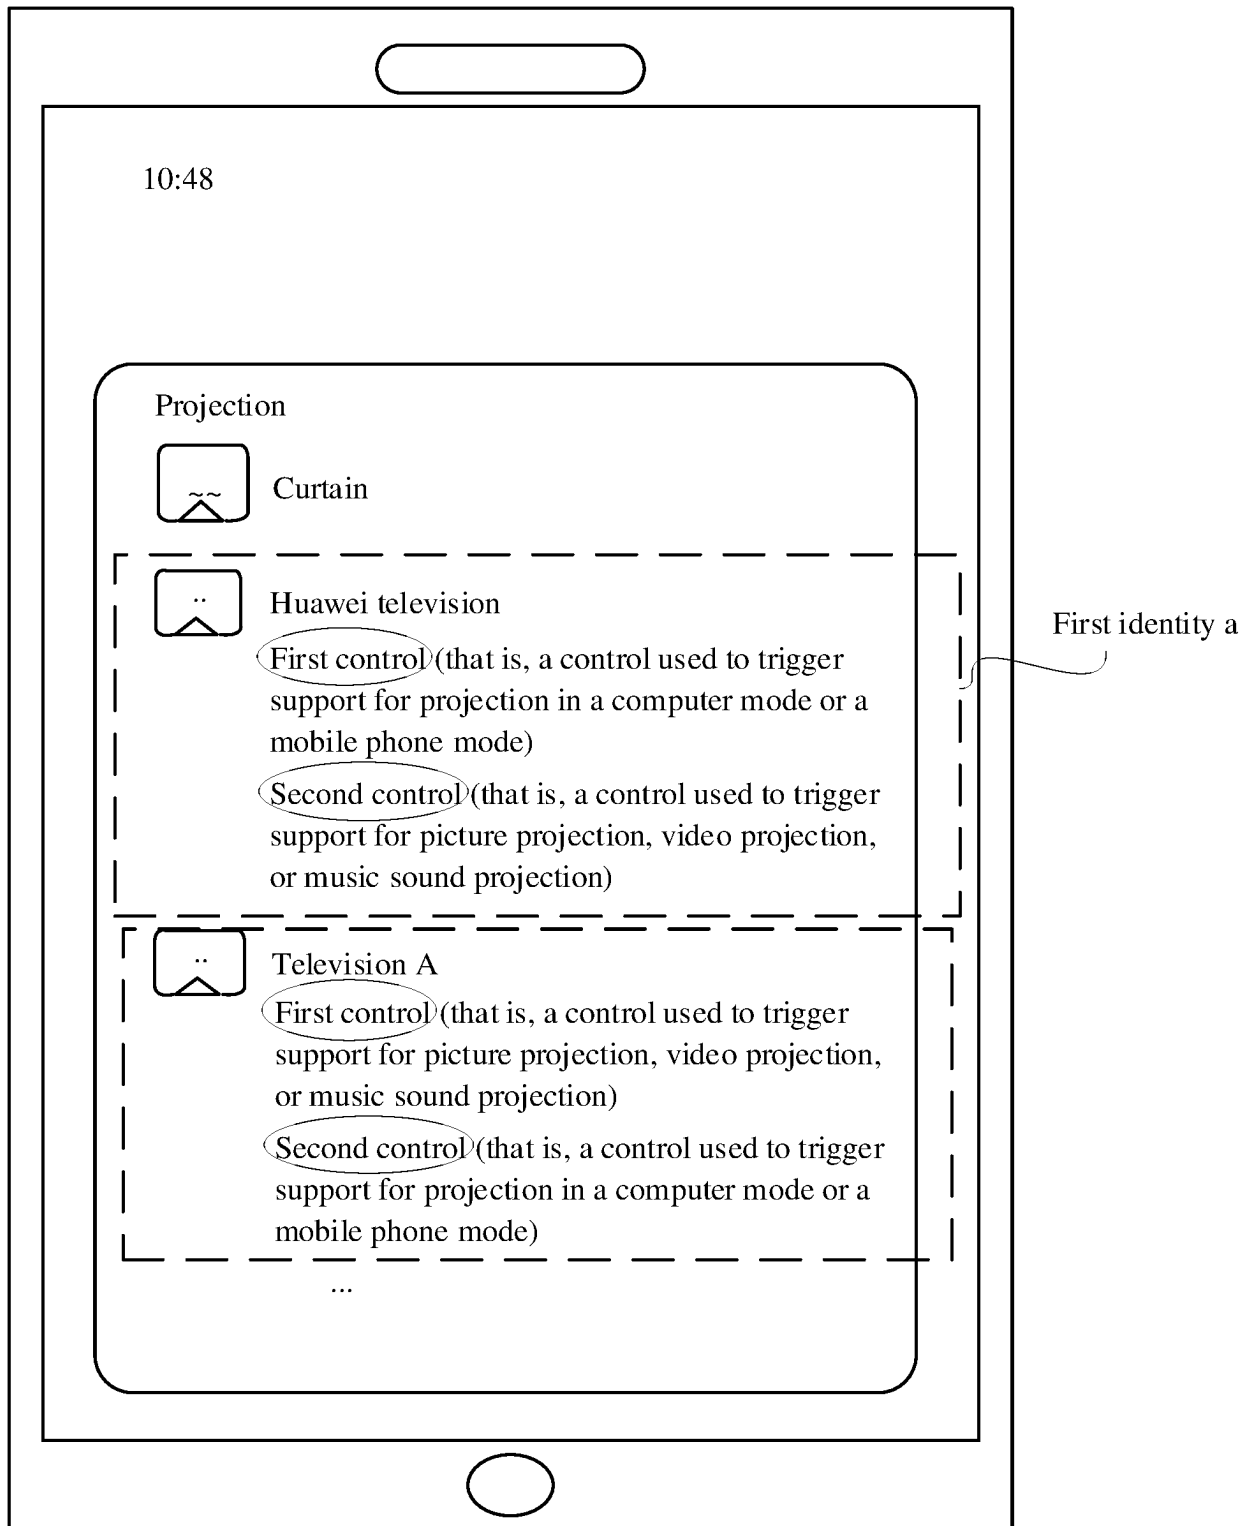 10:48
Projection
~~
Curtain
..
Huawei television
First control (that is, a control used to trigger
support for projection in a computer mode or a
mobile phone mode)
Second control (that is, a control used to trigger
support for picture projection, video projection,
or music sound projection)
First identity a
..
Television A
First control (that is, a control used to trigger
support for picture projection, video projection,
or music sound projection)
Second control (that is, a control used to trigger
support for projection in a computer mode or a
mobile phone mode)
...